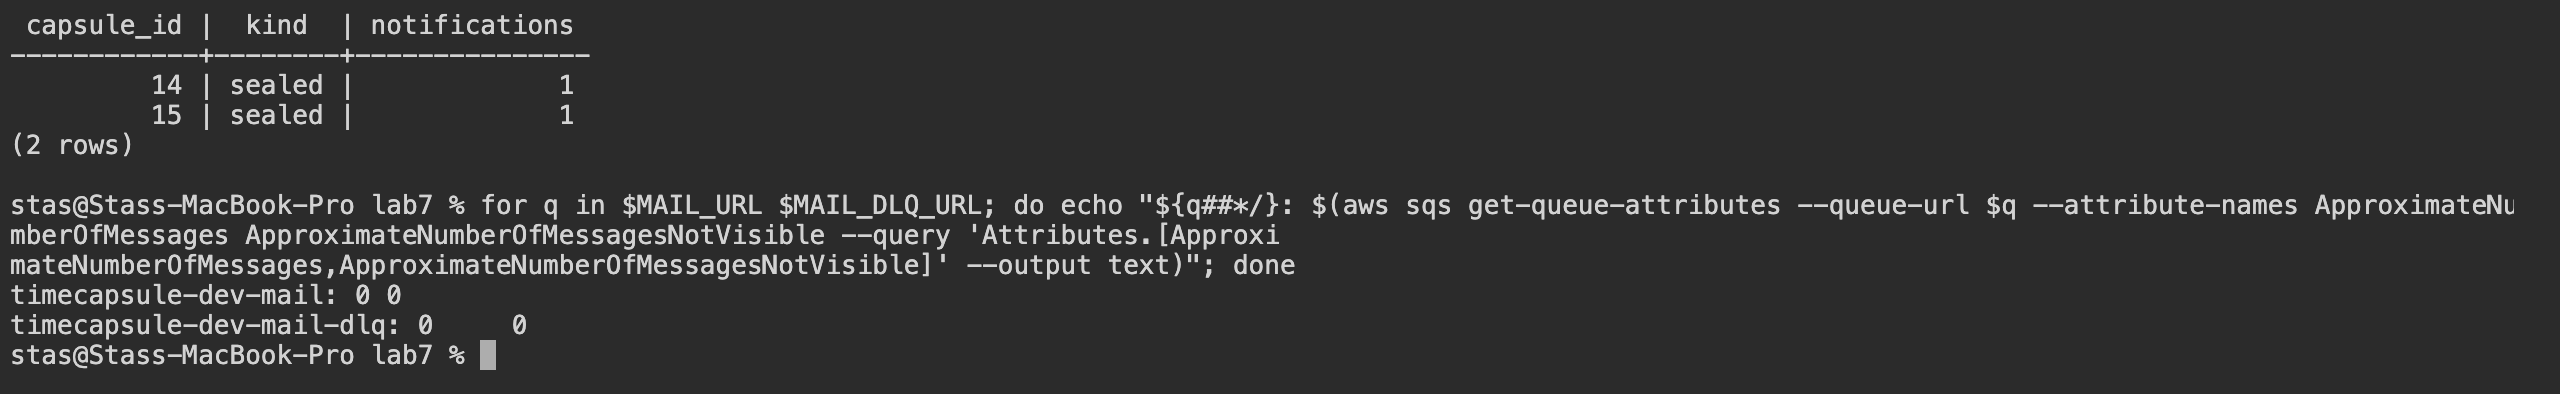 capsule_id | kind | notifications
------------+--------+---------------
14 | sealed | 1
15 | sealed | 1
(2 rows)
stas@Stass-MacBook-Pro lab7 % for q in $MAIL_URL $MAIL_DLQ_URL; do echo "${q##*/}: $(aws sqs get-queue-attributes --queue-url $q --attribute-names ApproximateNu
mberOfMessages ApproximateNumberOfMessagesNotVisible --query 'Attributes.[Approxi
mateNumberOfMessages,ApproximateNumberOfMessagesNotVisible]' --output text)"; done
timecapsule-dev-mail: 0 0
timecapsule-dev-mail-dlq: 0 0
stas@Stass-MacBook-Pro lab7 %